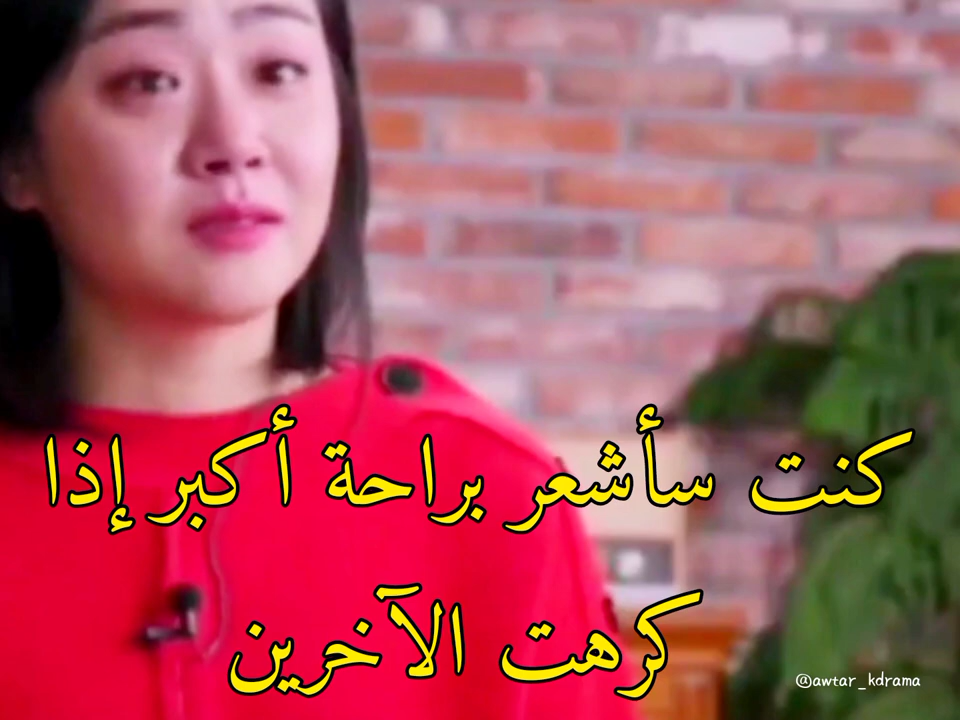 كنت سأشعر براحة أكبر إذا
كرهت الآخرين
@awtar_kdrama